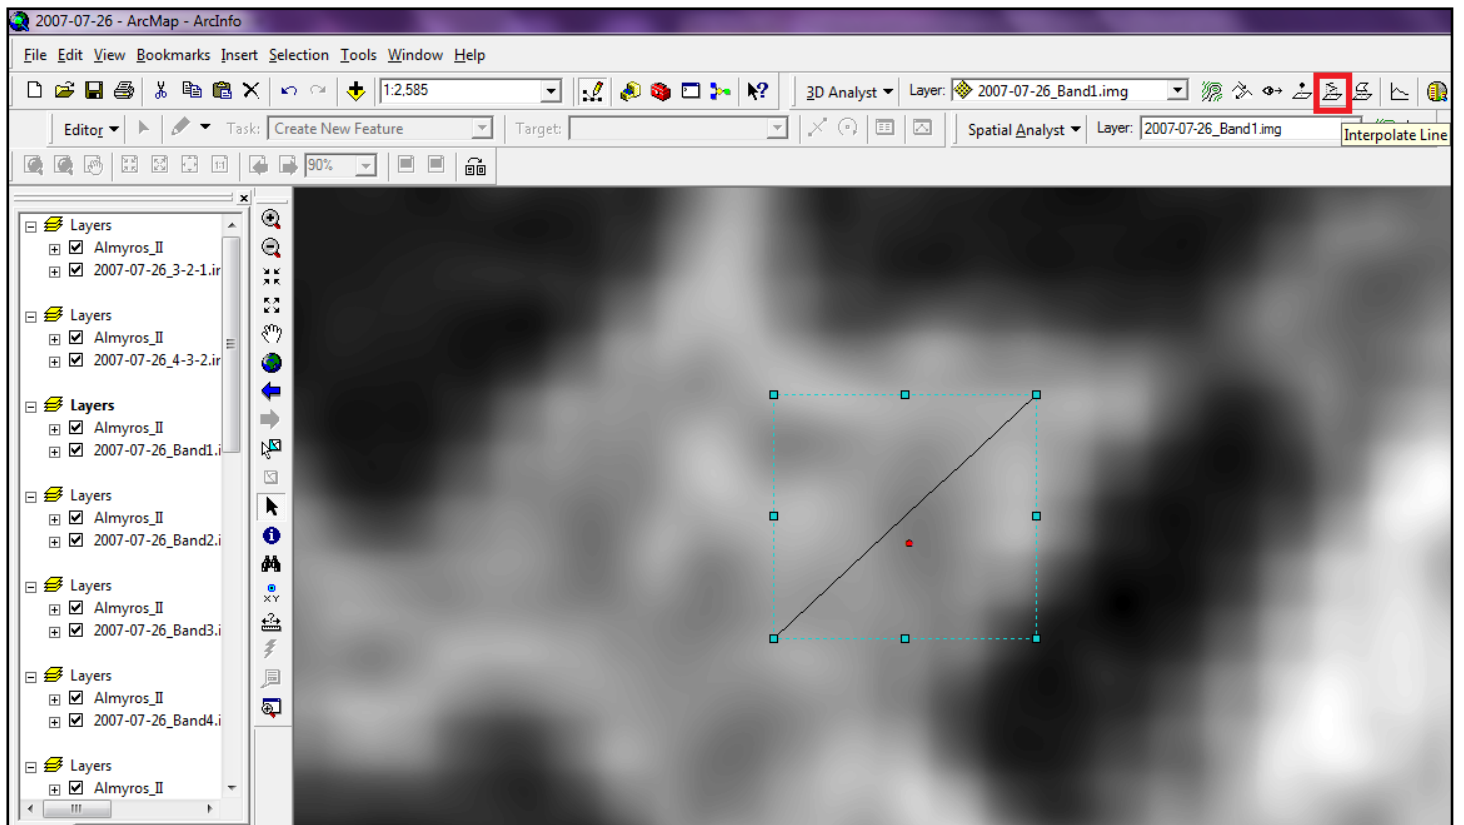 2007-07-26 - ArcMap - ArcInfo
File Edit View Bookmarks Insert Selection Tools Window Help
1:2,585 3D Analyst Layer: 2007-07-26_Band1.img
Editor Task: Create New Feature Target: Spatial Analyst Layer: 2007-07-26_Band1.img
Interpolate Line
1:1 90%
Layers
Almyros_II
2007-07-26_3-2-1.ir
Layers
Almyros_II
2007-07-26_4-3-2.ir
Layers
Almyros_II
2007-07-26_Band1.i
Layers
Almyros_II
2007-07-26_Band2.i
Layers
Almyros_II
2007-07-26_Band3.i
Layers
Almyros_II
2007-07-26_Band4.i
Layers
Almyros_II
XY